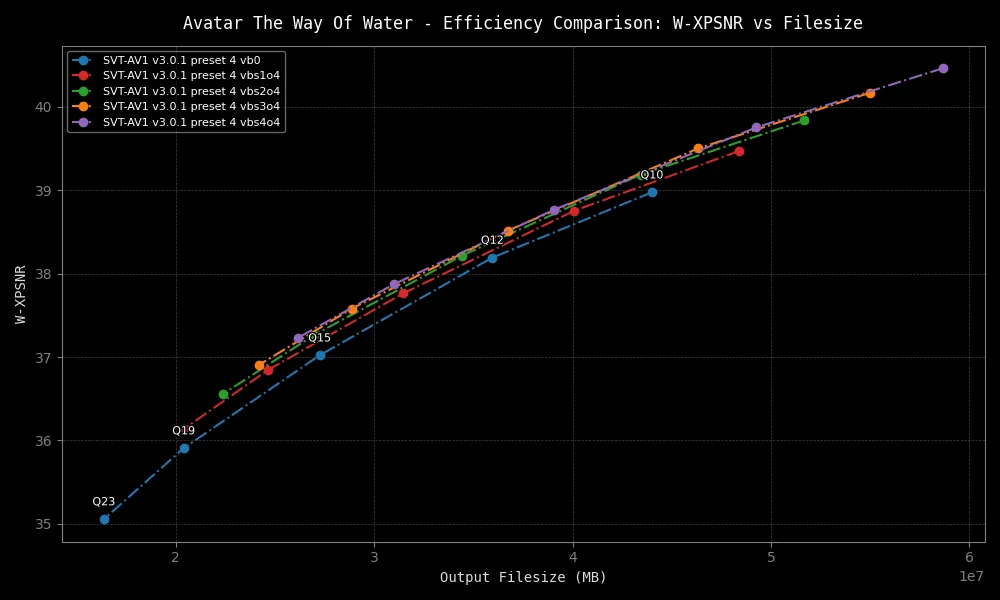 Avatar The Way Of Water - Efficiency Comparison: W-XPSNR vs Filesize
SVT-AV1 v3.0.1 preset 4 vb0
SVT-AV1 v3.0.1 preset 4 vbs1o4
SVT-AV1 v3.0.1 preset 4 vbs2o4
SVT-AV1 v3.0.1 preset 4 vbs3o4
SVT-AV1 v3.0.1 preset 4 vbs4o4
40
39
38
37
36
35
W-XPSNR
Q10
Q12
Q15
Q19
Q23
2 3 4 5 6
1e7
Output Filesize (MB)